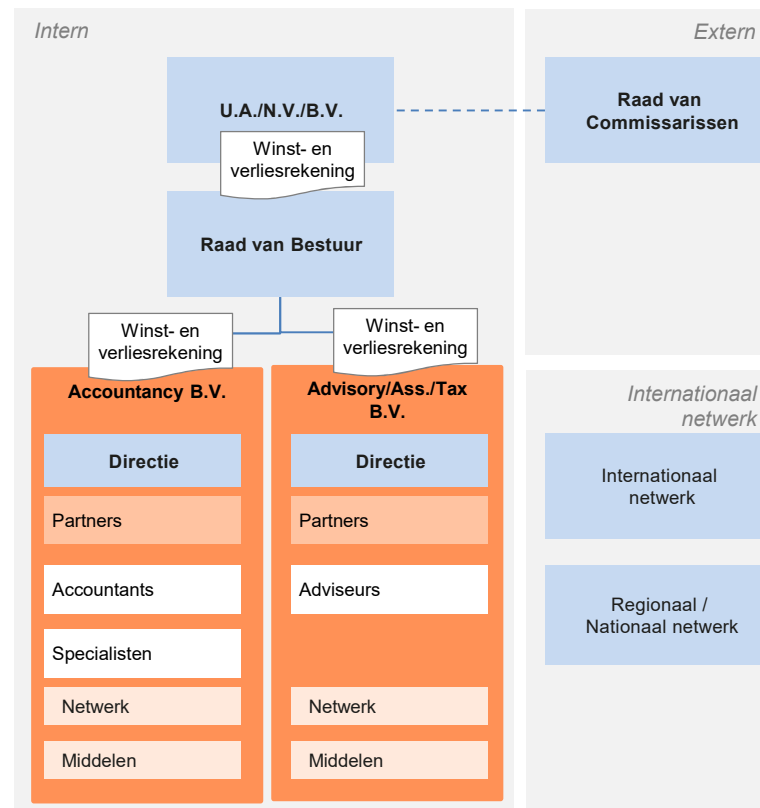 Intern
Extern
U.A./N.V./B.V.
Raad van
Commissarissen
Winst- en
verliesrekening
Raad van Bestuur
Winst- en
verliesrekening
Winst- en
verliesrekening
Accountancy B.V.
Directie
Partners
Accountants
Specialisten
Netwerk
Middelen
Advisory/Ass./Tax
B.V.
Directie
Partners
Adviseurs
Netwerk
Middelen
Internationaal
netwerk
Internationaal
netwerk
Regionaal /
Nationaal netwerk